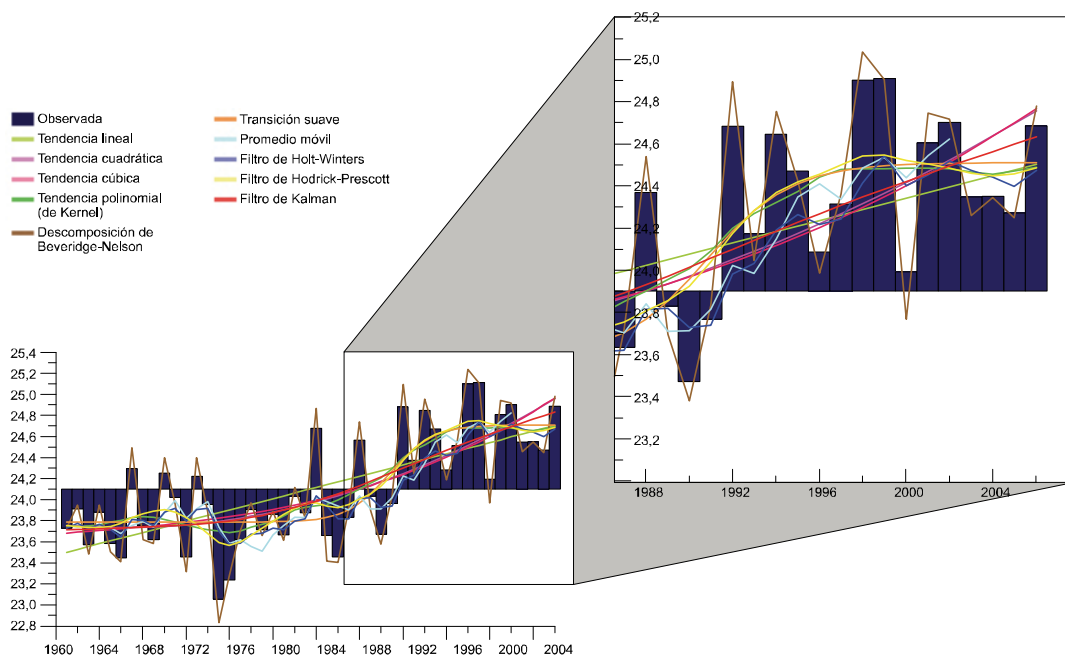 Observada
Tendencia lineal
Tendencia cuadrática
Tendencia cúbica
Tendencia polinomial
(de Kernel)
Descomposición de
Beveridge-Nelson
Transición suave
Promedio móvil
Filtro de Holt-Winters
Filtro de Hodrick-Prescott
Filtro de Kalman
25,2
25,0
24,8
24,6
24,4
24,2
24,0
23,8
23,6
23,4
23,2
23,0
1988 1992 1996 2000 2004
25,4
25,2
25,0
24,8
24,6
24,4
24,2
24,0
23,8
23,6
23,4
23,2
23,0
22,8
1960 1964 1968 1972 1976 1980 1984 1988 1992 1996 2000 2004